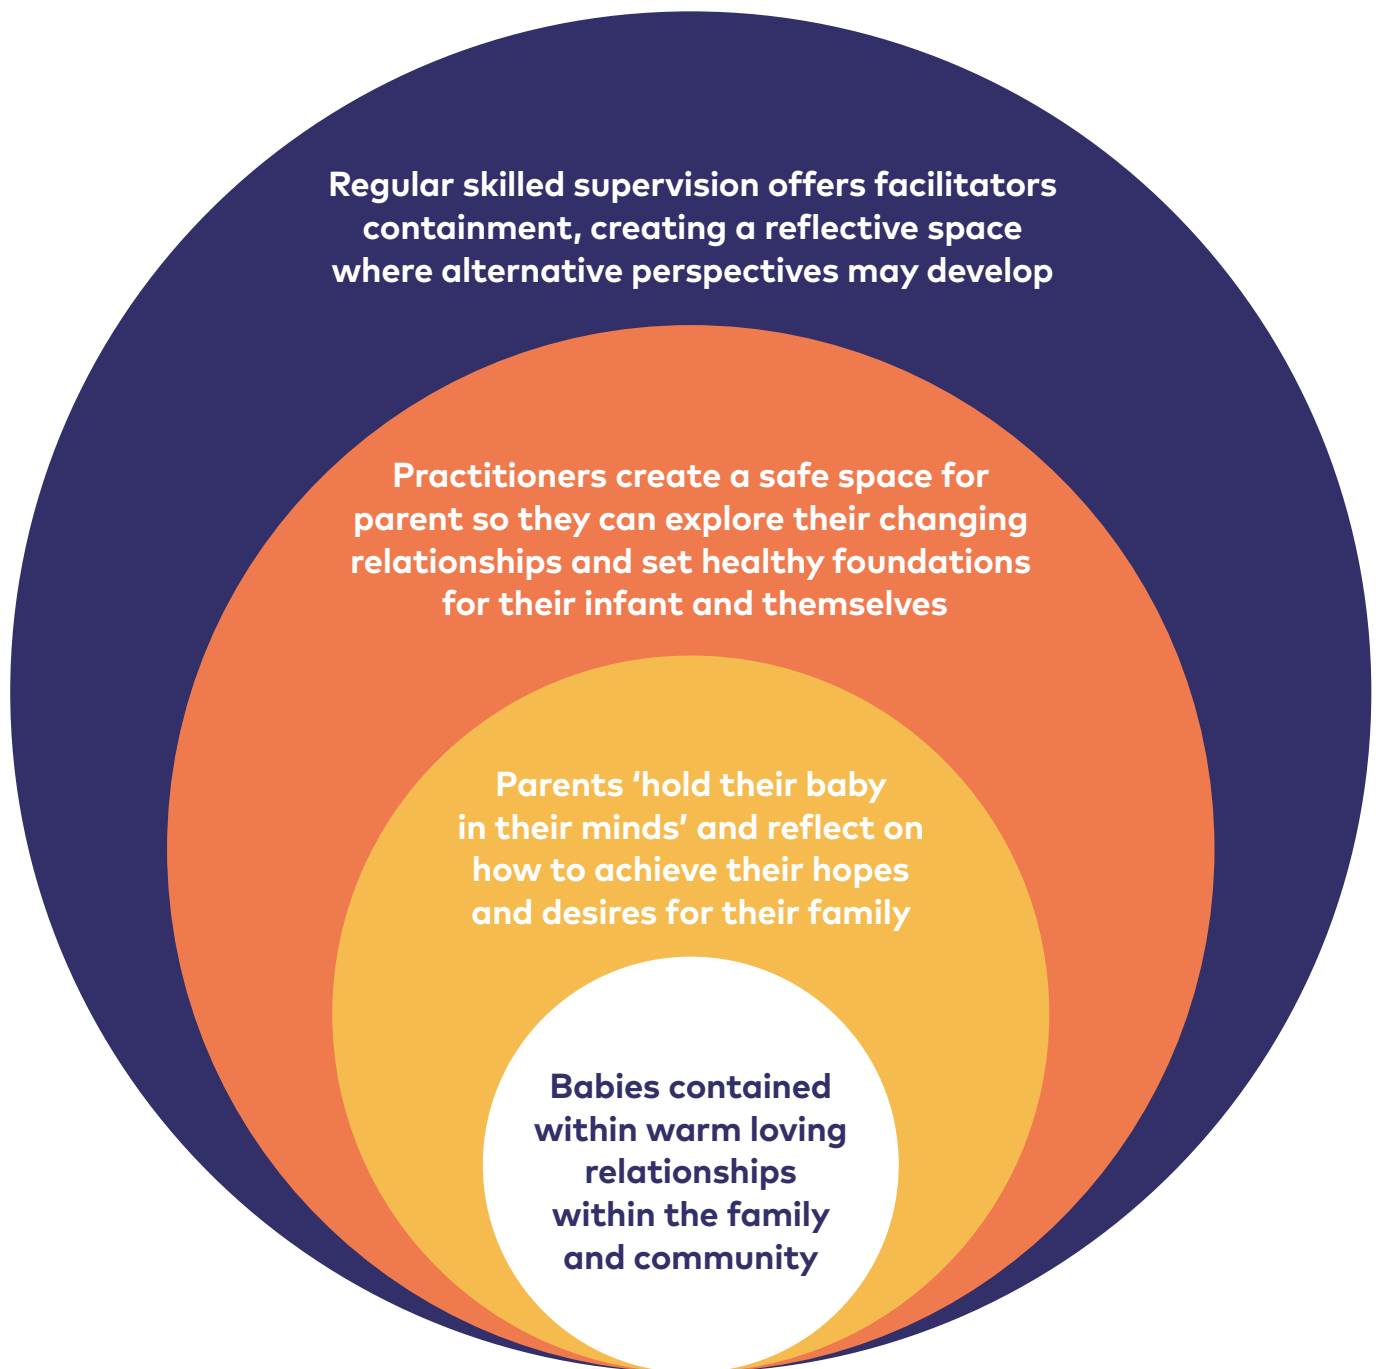 Regular skilled supervision offers facilitators
containment, creating a reflective space
where alternative perspectives may develop
Practitioners create a safe space for
parent so they can explore their changing
relationships and set healthy foundations
for their infant and themselves
Parents ‘hold their baby
in their minds’ and reflect on
how to achieve their hopes
and desires for their family
Babies contained
within warm loving
relationships
within the family
and community